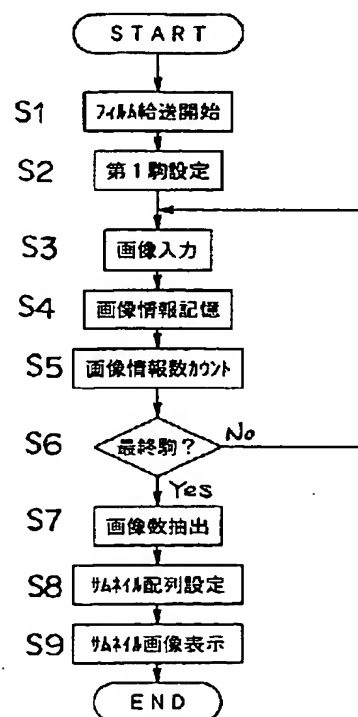 START
S1 フィルム給送開始
S2 第1駒設定
S3 画像入力
S4 画像情報記憶
S5 画像情報数カウント
S6 最終駒? No
Yes
S7 画像数抽出
S8 サムネイル配列設定
S9 サムネイル画像表示
END